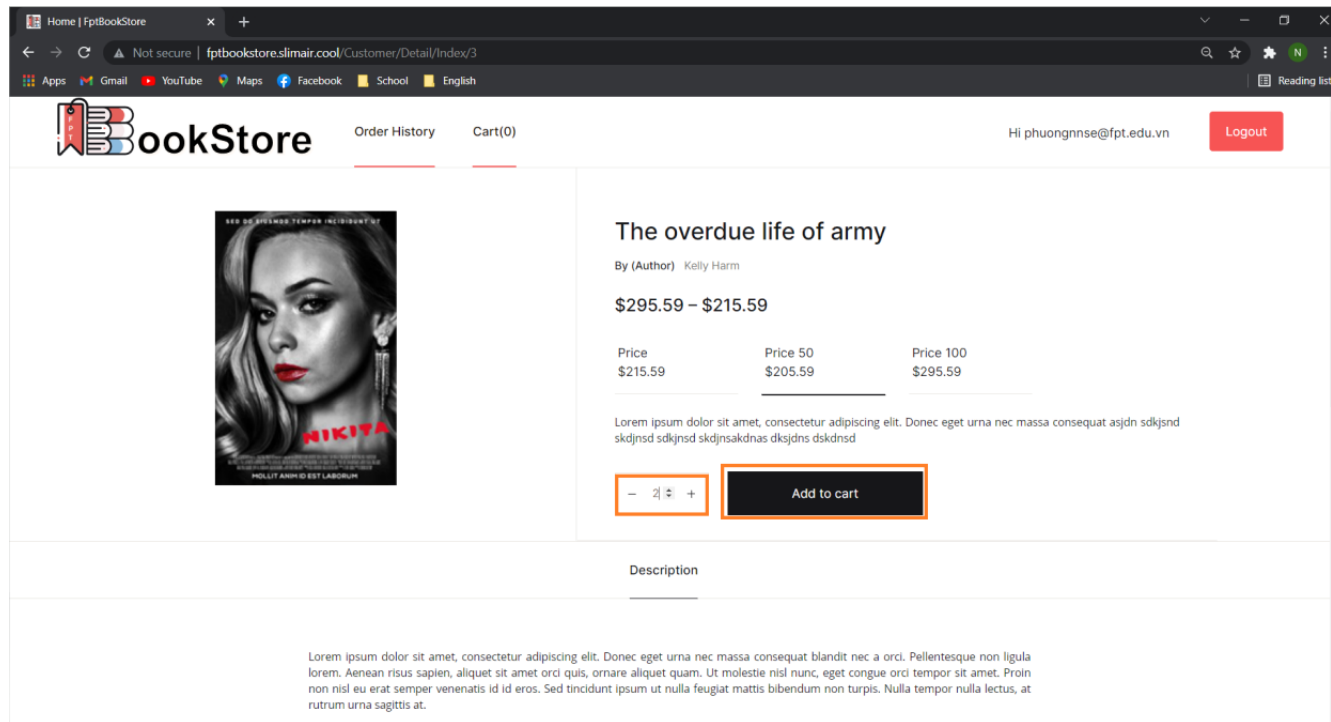 Home | FptBookStore
Not secure | fptbookstore.slimair.cool/Customer/Detail/Index/3
N
Apps Gmail YouTube Maps Facebook School English Reading list
FPT
BookStore Order History Cart(0) Hi phuongnnse@fpt.edu.vn Logout
SED DO EIUSMOD TEMPOR INCIDIDUNT UT
NIKITA
MOLLIT ANIM ID EST LABORUM
The overdue life of army
By (Author) Kelly Harm
$295.59 – $215.59
Price Price 50 Price 100
$215.59 $205.59 $295.59
Lorem ipsum dolor sit amet, consectetur adipiscing elit. Donec eget urna nec massa consequat asjdn sdkjsnd
skdjnsd sdkjnsd skdjnsakdnas dksjdns dskdnsd
– 2 + Add to cart
Description
Lorem ipsum dolor sit amet, consectetur adipiscing elit. Donec eget urna nec massa consequat blandit nec a orci. Pellentesque non ligula
lorem. Aenean risus sapien, aliquet sit amet orci quis, ornare aliquet quam. Ut molestie nisl nunc, eget congue orci tempor sit amet. Proin
non nisl eu erat semper venenatis id id eros. Sed tincidunt ipsum ut nulla feugiat mattis bibendum non turpis. Nulla tempor nulla lectus, at
rutrum urna sagittis at.